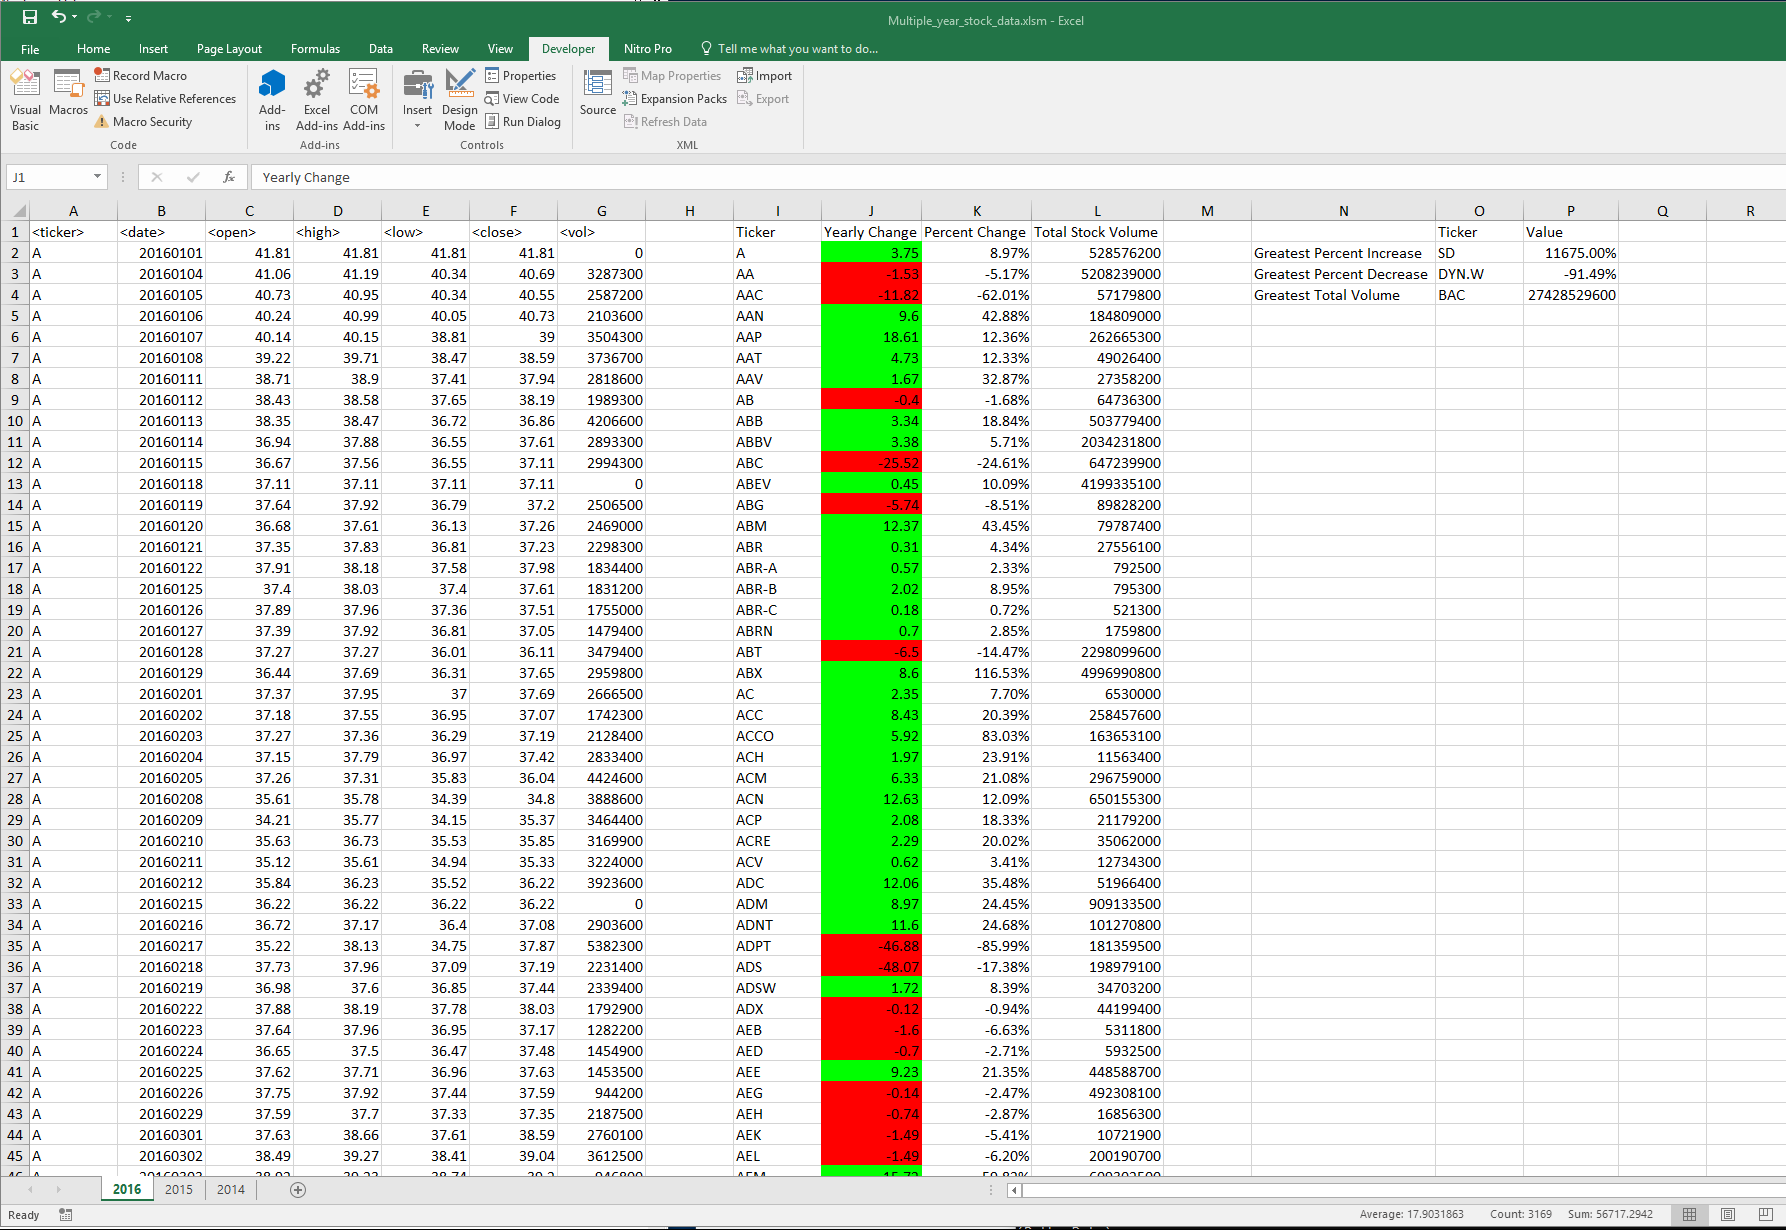 Multiple_year_stock_data.xlsm - Excel
File Home Insert Page Layout Formulas Data Review View Developer Nitro Pro Tell me what you want to do...
Visual Basic
Macros
Record Macro
Use Relative References
Macro Security
Code
Add-ins
Excel Add-ins
COM Add-ins
Add-ins
Insert
Design Mode
Properties
View Code
Run Dialog
Controls
Source
Map Properties
Expansion Packs
Refresh Data
Import
Export
XML
J1 fx Yearly Change
A B C D E F G H I J K L M N O P Q R
1 <ticker> <date> <open> <high> <low> <close> <vol> Ticker Yearly Change Percent Change Total Stock Volume Ticker Value
2 A 20160101 41.81 41.81 41.81 41.81 0 A 3.75 8.97% 528576200 Greatest Percent Increase SD 11675.00%
3 A 20160104 41.06 41.19 40.34 40.69 3287300 AA -1.53 -5.17% 5208239000 Greatest Percent Decrease DYN.W -91.49%
4 A 20160105 40.73 40.95 40.34 40.55 2587200 AAC -11.82 -62.01% 57179800 Greatest Total Volume BAC 27428529600
5 A 20160106 40.24 40.99 40.05 40.73 2103600 AAN 9.6 42.88% 184809000
6 A 20160107 40.14 40.15 38.81 39 3504300 AAP 18.61 12.36% 262665300
7 A 20160108 39.22 39.71 38.47 38.59 3736700 AAT 4.73 12.33% 49026400
8 A 20160111 38.71 38.9 37.41 37.94 2818600 AAV 1.67 32.87% 27358200
9 A 20160112 38.43 38.58 37.65 38.19 1989300 AB -0.4 -1.68% 64736300
10 A 20160113 38.35 38.47 36.72 36.86 4206600 ABB 3.34 18.84% 503779400
11 A 20160114 36.94 37.88 36.55 37.61 2893300 ABBV 3.38 5.71% 2034231800
12 A 20160115 36.67 37.56 36.55 37.11 2994300 ABC -25.52 -24.61% 647239900
13 A 20160118 37.11 37.11 37.11 37.11 0 ABEV 0.45 10.09% 4199335100
14 A 20160119 37.64 37.92 36.79 37.2 2506500 ABG -5.74 -8.51% 89828200
15 A 20160120 36.68 37.61 36.13 37.26 2469000 ABM 12.37 43.45% 79787400
16 A 20160121 37.35 37.83 36.81 37.23 2298300 ABR 0.31 4.34% 27556100
17 A 20160122 37.91 38.18 37.58 37.98 1834400 ABR-A 0.57 2.33% 792500
18 A 20160125 37.4 38.03 37.4 37.61 1831200 ABR-B 2.02 8.95% 795300
19 A 20160126 37.89 37.96 37.36 37.51 1755000 ABR-C 0.18 0.72% 521300
20 A 20160127 37.39 37.92 36.81 37.05 1479400 ABRN 0.7 2.85% 1759800
21 A 20160128 37.27 37.27 36.01 36.11 3479400 ABT -6.5 -14.47% 2298099600
22 A 20160129 36.44 37.69 36.31 37.65 2959800 ABX 8.6 116.53% 4996990800
23 A 20160201 37.37 37.95 37 37.69 2666500 AC 2.35 7.70% 6530000
24 A 20160202 37.18 37.55 36.95 37.07 1742300 ACC 8.43 20.39% 258457600
25 A 20160203 37.27 37.36 36.29 37.19 2128400 ACCO 5.92 83.03% 163653100
26 A 20160204 37.15 37.79 36.97 37.42 2833400 ACH 1.97 23.91% 11563400
27 A 20160205 37.26 37.31 35.83 36.04 4424600 ACM 6.33 21.08% 296759000
28 A 20160208 35.61 35.78 34.39 34.8 3888600 ACN 12.63 12.09% 650155300
29 A 20160209 34.21 35.77 34.15 35.37 3464400 ACP 2.08 18.33% 21179200
30 A 20160210 35.63 36.73 35.53 35.85 3169900 ACRE 2.29 20.02% 35062000
31 A 20160211 35.12 35.61 34.94 35.33 3224000 ACV 0.62 3.41% 12734300
32 A 20160212 35.84 36.23 35.52 36.22 3923600 ADC 12.06 35.48% 51966400
33 A 20160215 36.22 36.22 36.22 36.22 0 ADM 8.97 24.45% 909133500
34 A 20160216 36.72 37.17 36.4 37.08 2903600 ADNT 11.6 24.68% 101270800
35 A 20160217 35.22 38.13 34.75 37.87 5382300 ADPT -46.88 -85.99% 181359500
36 A 20160218 37.73 37.96 37.09 37.19 2231400 ADS -48.07 -17.38% 198979100
37 A 20160219 36.98 37.6 36.85 37.44 2339400 ADSW 1.72 8.39% 34703200
38 A 20160222 37.88 38.19 37.78 38.03 1792900 ADX -0.12 -0.94% 44199400
39 A 20160223 37.64 37.96 36.95 37.17 1282200 AEB -1.6 -6.63% 5311800
40 A 20160224 36.65 37.5 36.47 37.48 1454900 AED -0.7 -2.71% 5932500
41 A 20160225 37.62 37.71 36.96 37.63 1453500 AEE 9.23 21.35% 448588700
42 A 20160226 37.75 37.92 37.44 37.59 944200 AEG -0.14 -2.47% 492308100
43 A 20160229 37.59 37.7 37.33 37.35 2187500 AEH -0.74 -2.87% 16856300
44 A 20160301 37.63 38.66 37.61 38.59 2760100 AEK -1.49 -5.41% 10721900
45 A 20160302 38.49 39.27 38.41 39.04 3612500 AEL -1.49 -6.20% 200190700
2016 2015 2014
Ready Average: 17.9031863 Count: 3169 Sum: 56717.2942